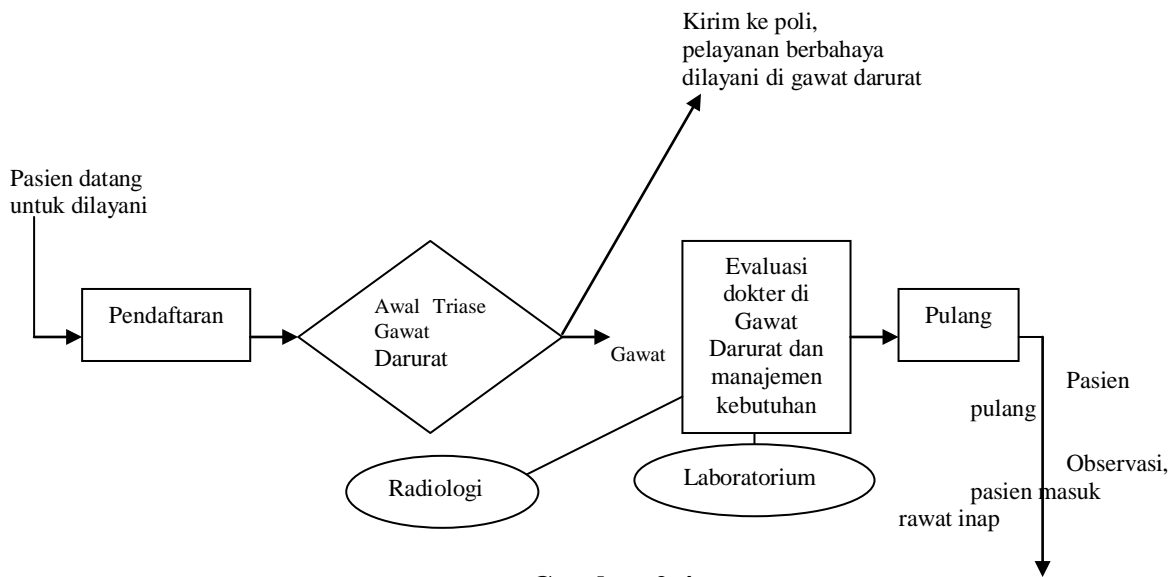 Kirim ke poli,
pelayanan berbahaya
dilayani di gawat darurat
Pasien datang
untuk dilayani
Pendaftaran
Awal Triase
Gawat
Darurat
Gawat
Evaluasi
dokter di
Gawat
Darurat dan
manajemen
kebutuhan
Pulang
Pasien
pulang
Observasi,
pasien masuk
rawat inap
Radiologi
Laboratorium